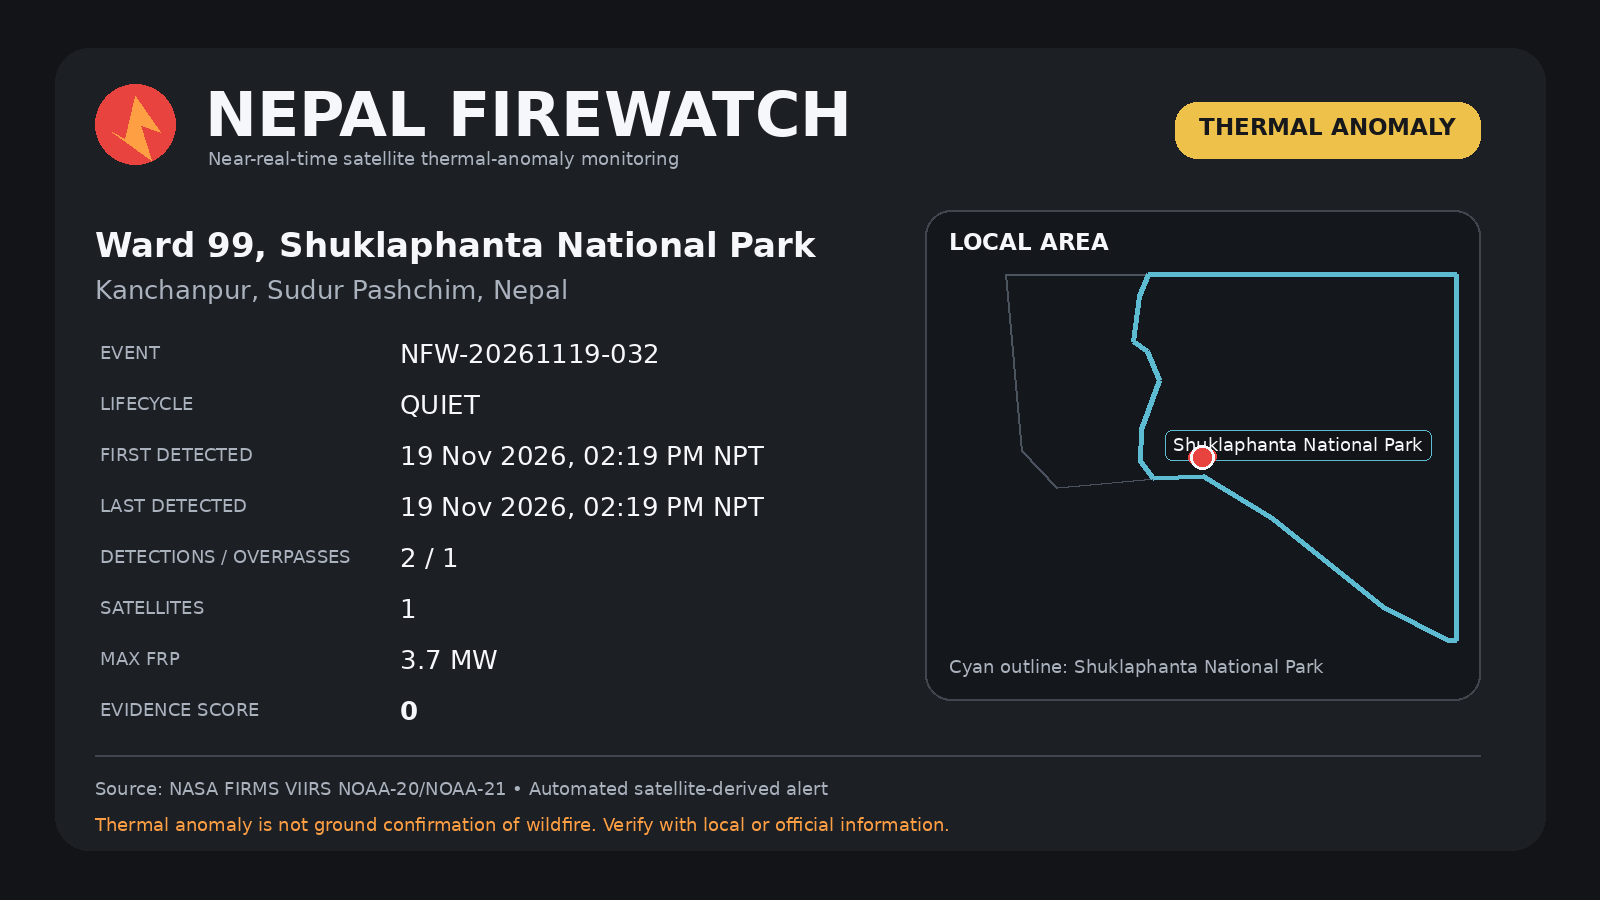 NEPAL FIREWATCH
Near-real-time satellite thermal-anomaly monitoring
THERMAL ANOMALY
Ward 99, Shuklaphanta National Park
Kanchanpur, Sudur Pashchim, Nepal
EVENT NFW-20261119-032
LIFECYCLE QUIET
FIRST DETECTED 19 Nov 2026, 02:19 PM NPT
LAST DETECTED 19 Nov 2026, 02:19 PM NPT
DETECTIONS / OVERPASSES 2 / 1
SATELLITES 1
MAX FRP 3.7 MW
EVIDENCE SCORE 0
LOCAL AREA
Shuklaphanta National Park
Cyan outline: Shuklaphanta National Park
Source: NASA FIRMS VIIRS NOAA-20/NOAA-21 • Automated satellite-derived alert
Thermal anomaly is not ground confirmation of wildfire. Verify with local or official information.